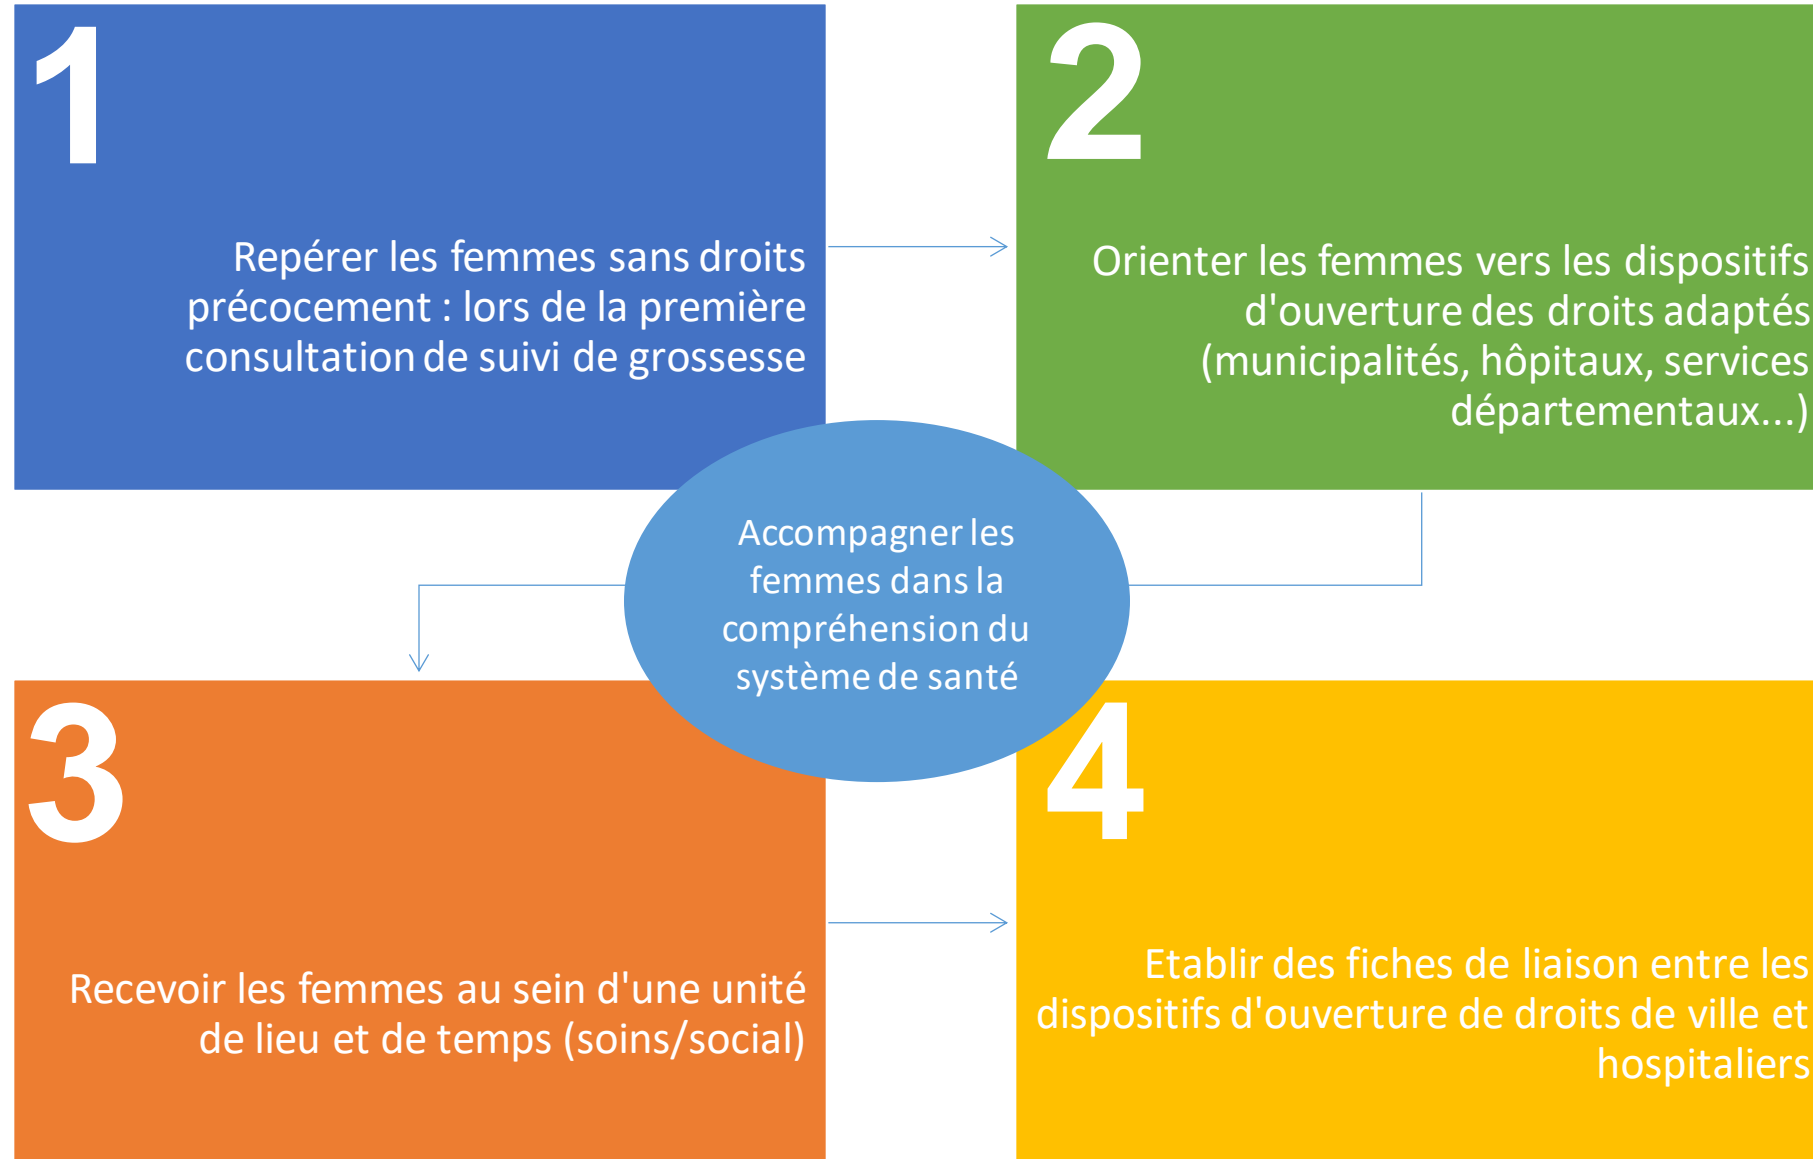 1
Repérer les femmes sans droits
précocement : lors de la première
consultation de suivi de grossesse
2
Orienter les femmes vers les dispositifs
d'ouverture des droits adaptés
(municipalités, hôpitaux, services
départementaux...)
Accompagner les
femmes dans la
compréhension du
système de santé
3
Recevoir les femmes au sein d'une unité
de lieu et de temps (soins/social)
4
Etablir des fiches de liaison entre les
dispositifs d'ouverture de droits de ville et
hospitaliers